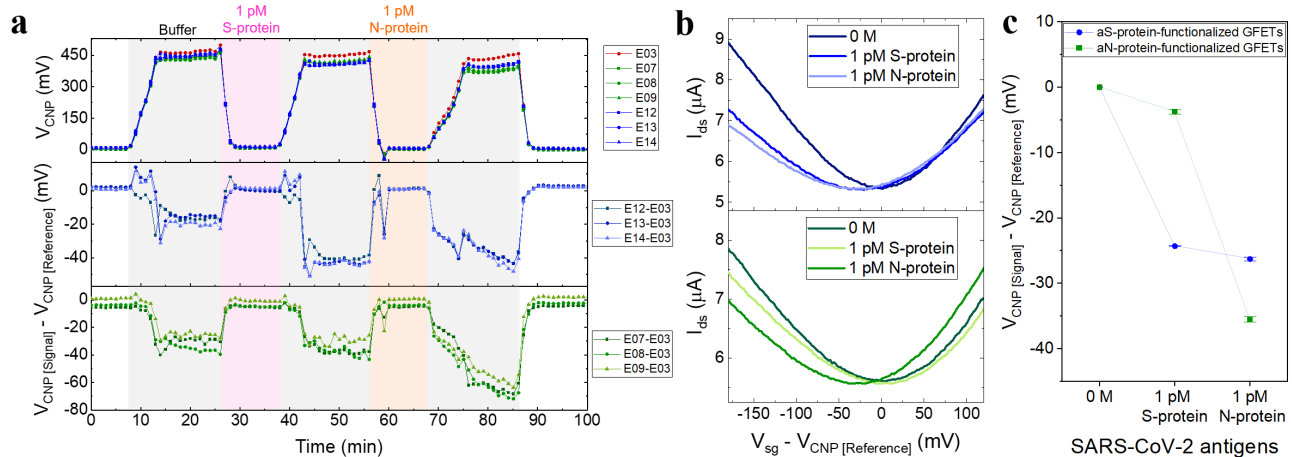 a
Buffer
1 pM
S-protein
1 pM
N-protein
V_CNP (mV)
450
300
150
0
E03
E07
E08
E09
E12
E13
E14
V_CNP [Signal] - V_CNP [Reference] (mV)
0
-20
-40
E12-E03
E13-E03
E14-E03
0
-20
-40
-60
-80
E07-E03
E08-E03
E09-E03
0 10 20 30 40 50 60 70 80 90 100
Time (min)
b
I_ds (μA)
9
8
7
6
5
0 M
1 pM S-protein
1 pM N-protein
I_ds (μA)
8
7
6
0 M
1 pM S-protein
1 pM N-protein
-150 -100 -50 0 50 100
V_sg - V_CNP [Reference] (mV)
c
V_CNP [Signal] - V_CNP [Reference] (mV)
10
5
0
-5
-10
-15
-20
-25
-30
-35
-40
aS-protein-functionalized GFETs
aN-protein-functionalized GFETs
0 M
1 pM
S-protein
1 pM
N-protein
SARS-CoV-2 antigens